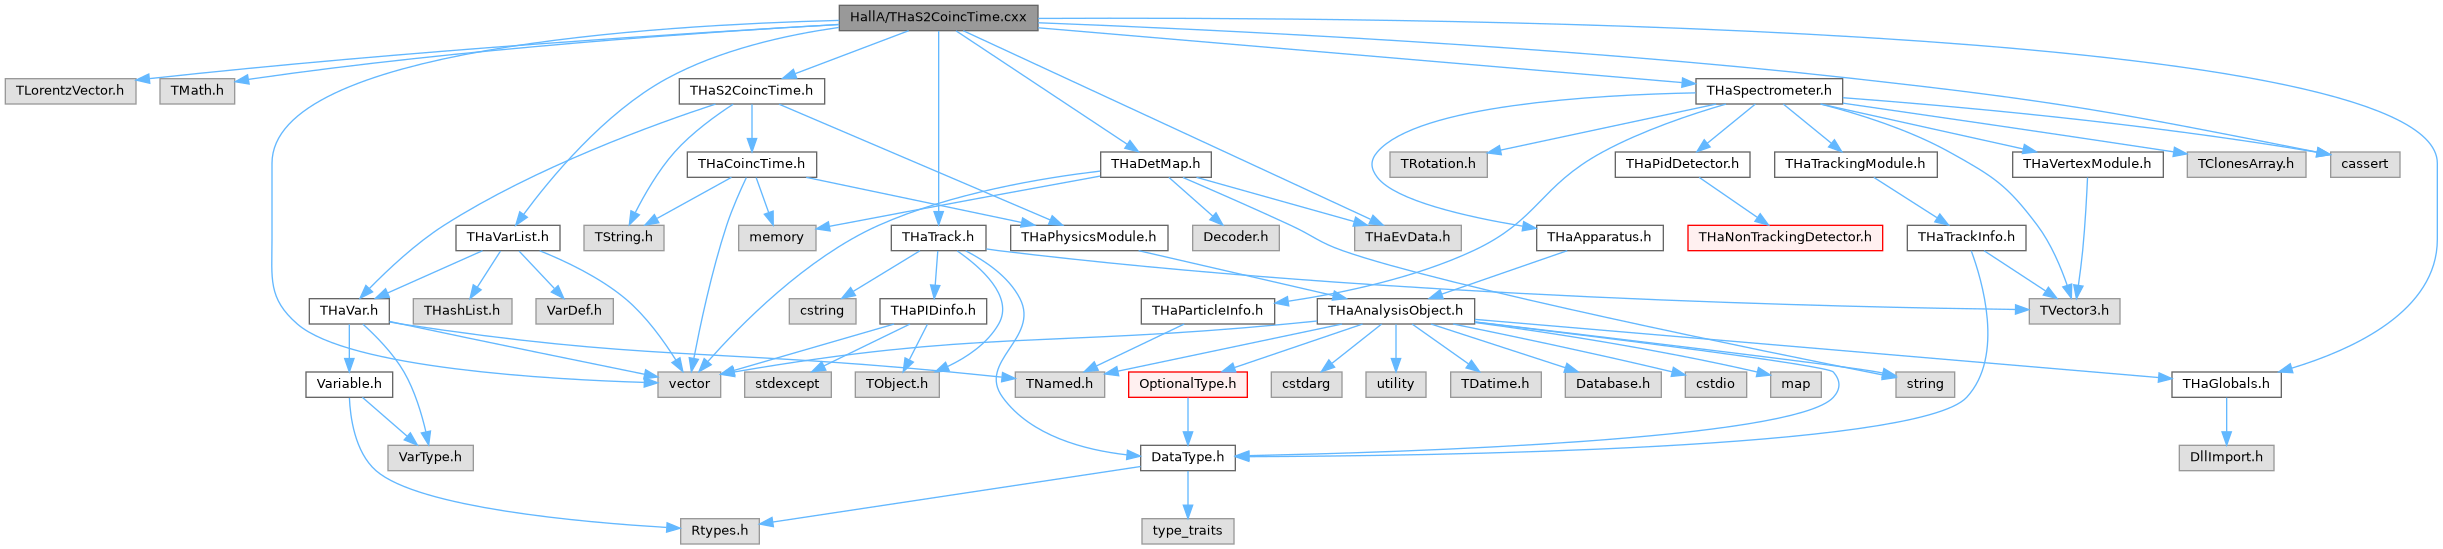 HallA/THaS2CoincTime.cxx
TLorentzVector.h
TMath.h
THaS2CoincTime.h
THaSpectrometer.h
THaCoincTime.h
THaDetMap.h
TRotation.h
THaPidDetector.h
THaTrackingModule.h
THaVertexModule.h
TClonesArray.h
cassert
THaVarList.h
TString.h
memory
THaTrack.h
THaPhysicsModule.h
Decoder.h
THaEvData.h
THaApparatus.h
THaNonTrackingDetector.h
THaTrackInfo.h
THaVar.h
THashList.h
VarDef.h
cstring
THaPIDinfo.h
THaParticleInfo.h
THaAnalysisObject.h
TVector3.h
Variable.h
vector
stdexcept
TObject.h
TNamed.h
OptionalType.h
cstdarg
utility
TDatime.h
Database.h
cstdio
map
string
THaGlobals.h
VarType.h
DataType.h
DllImport.h
Rtypes.h
type_traits